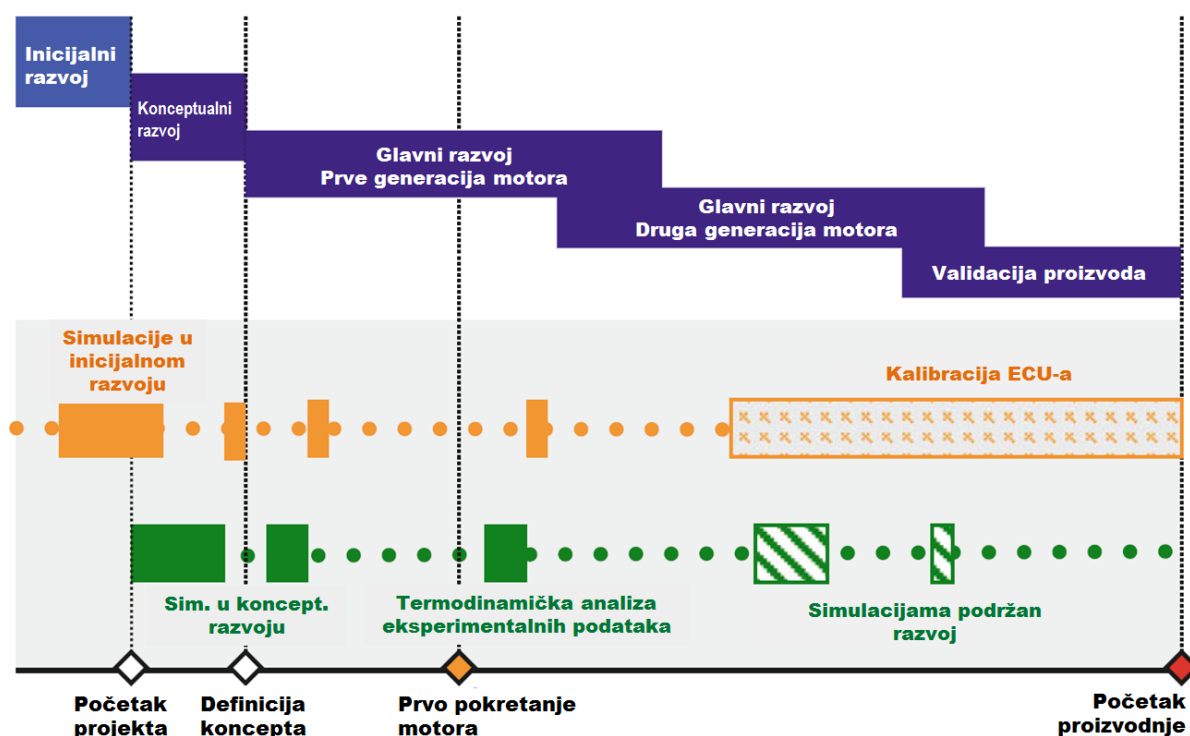 Inicijalni
razvoj
Konceptualni
razvoj
Glavni razvoj
Prve generacija motora
Glavni razvoj
Druga generacija motora
Validacija proizvoda
Simulacije u
inicijalnom
razvoju
Kalibracija ECU-a
Sim. u koncept.
razvoju
Termodinamička analiza
eksperimentalnih podataka
Simulacijama podržan
razvoj
Početak
projekta
Definicija
koncepta
Prvo pokretanje
motora
Početak
proizvodnje